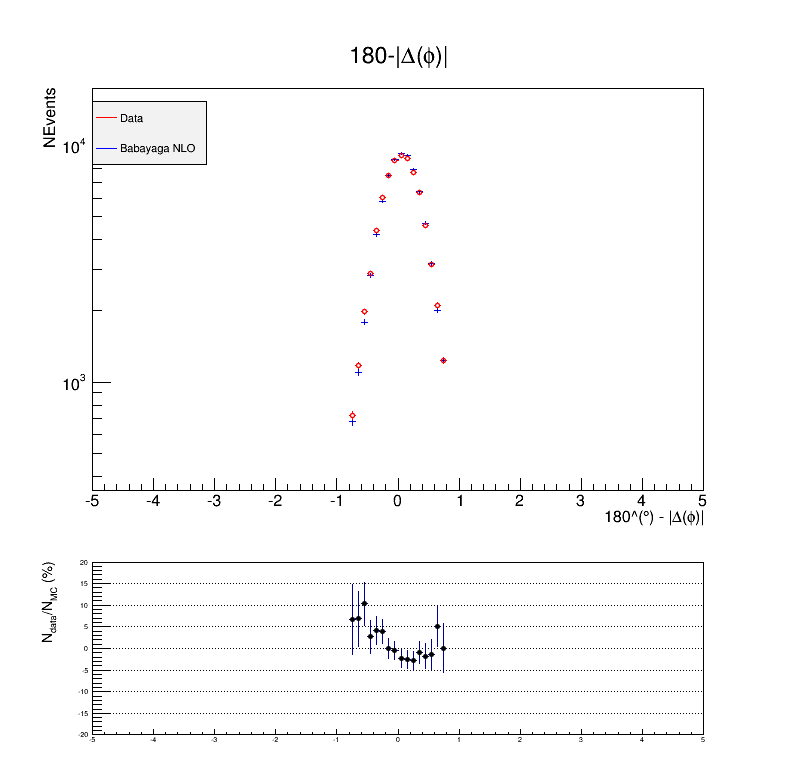 180-|Δ(ϕ)|
NEvents
Data
Babayaga NLO
10^4
10^3
-5 -4 -3 -2 -1 0 1 2 3 4 5
180^(°) - |Δ(ϕ)|
N_data/N_MC (%)
20
15
10
5
0
-5
-10
-15
-20
-5 -4 -3 -2 -1 0 1 2 3 4 5